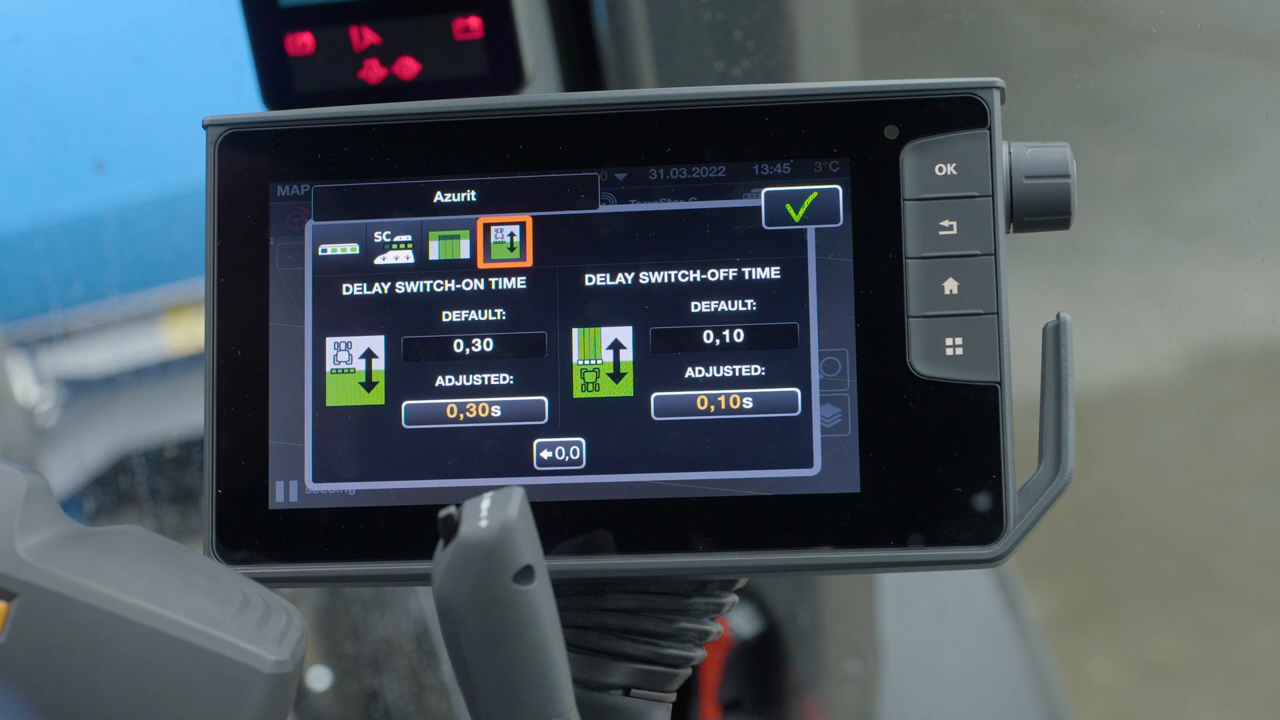 31.03.2022 13:45 3°C
MAP
Azurit
SC
DELAY SWITCH-ON TIME
DEFAULT:
0,30
ADJUSTED:
0,30s
DELAY SWITCH-OFF TIME
DEFAULT:
0,10
ADJUSTED:
0,10s
0,0
Seeding
OK